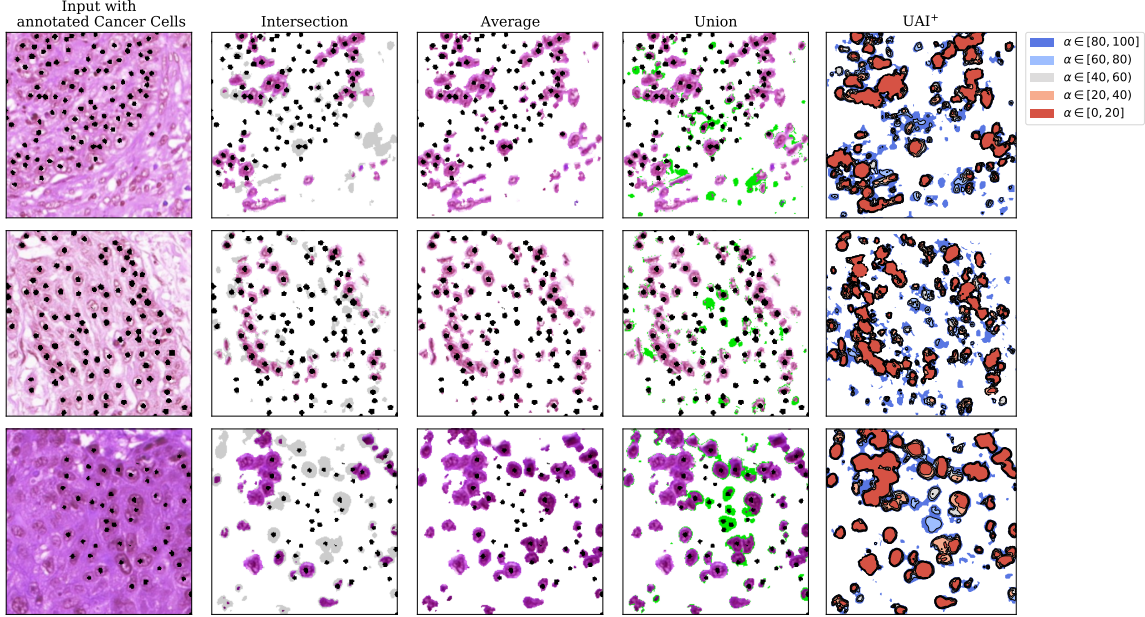 Input with
annotated Cancer Cells
Intersection
Average
Union
UAI⁺
α ∈ [80, 100]
α ∈ [60, 80)
α ∈ [40, 60)
α ∈ [20, 40)
α ∈ [0, 20]